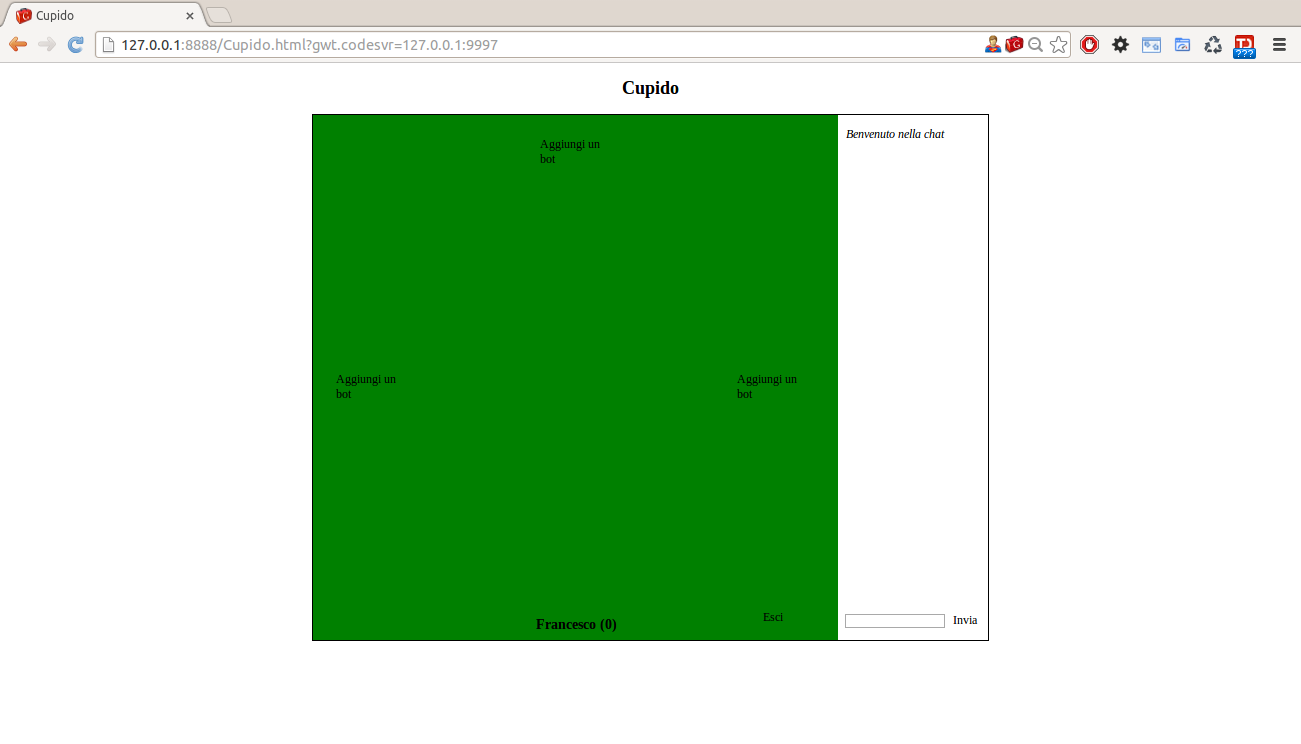 Cupido
127.0.0.1:8888/Cupido.html?gwt.codesvr=127.0.0.1:9997
G
TD
???
Cupido
Aggiungi un
bot
Benvenuto nella chat
Aggiungi un
bot
Aggiungi un
bot
Francesco (0)
Esci
Invia